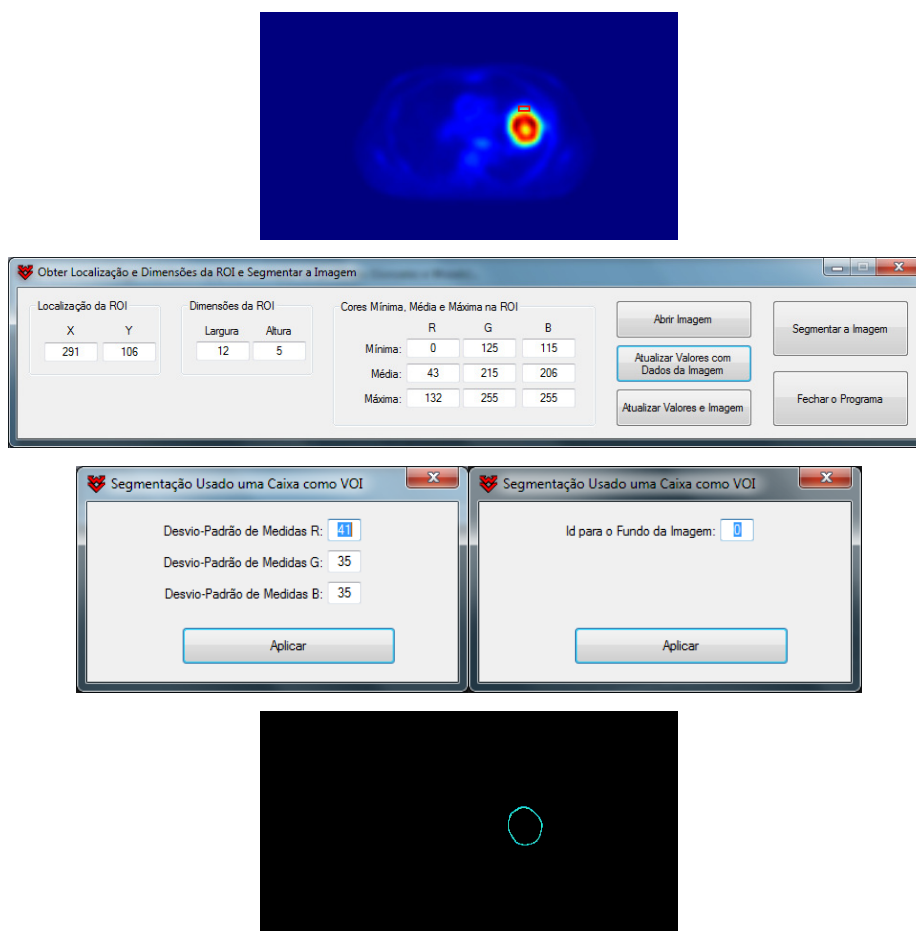 Obter Localização e Dimensões da ROI e Segmentar a Imagem
Localização da ROI
X Y
291 106
Dimensões da ROI
Largura Altura
12 5
Cores Mínima, Média e Máxima na ROI
R G B
Mínima: 0 125 115
Média: 43 215 206
Máxima: 132 255 255
Abrir Imagem
Atualizar Valores com
Dados da Imagem
Atualizar Valores e Imagem
Segmentar a Imagem
Fechar o Programa
Segmentação Usado uma Caixa como VOI
Desvio-Padrão de Medidas R: 41
Desvio-Padrão de Medidas G: 35
Desvio-Padrão de Medidas B: 35
Aplicar
Segmentação Usado uma Caixa como VOI
Id para o Fundo da Imagem: 0
Aplicar